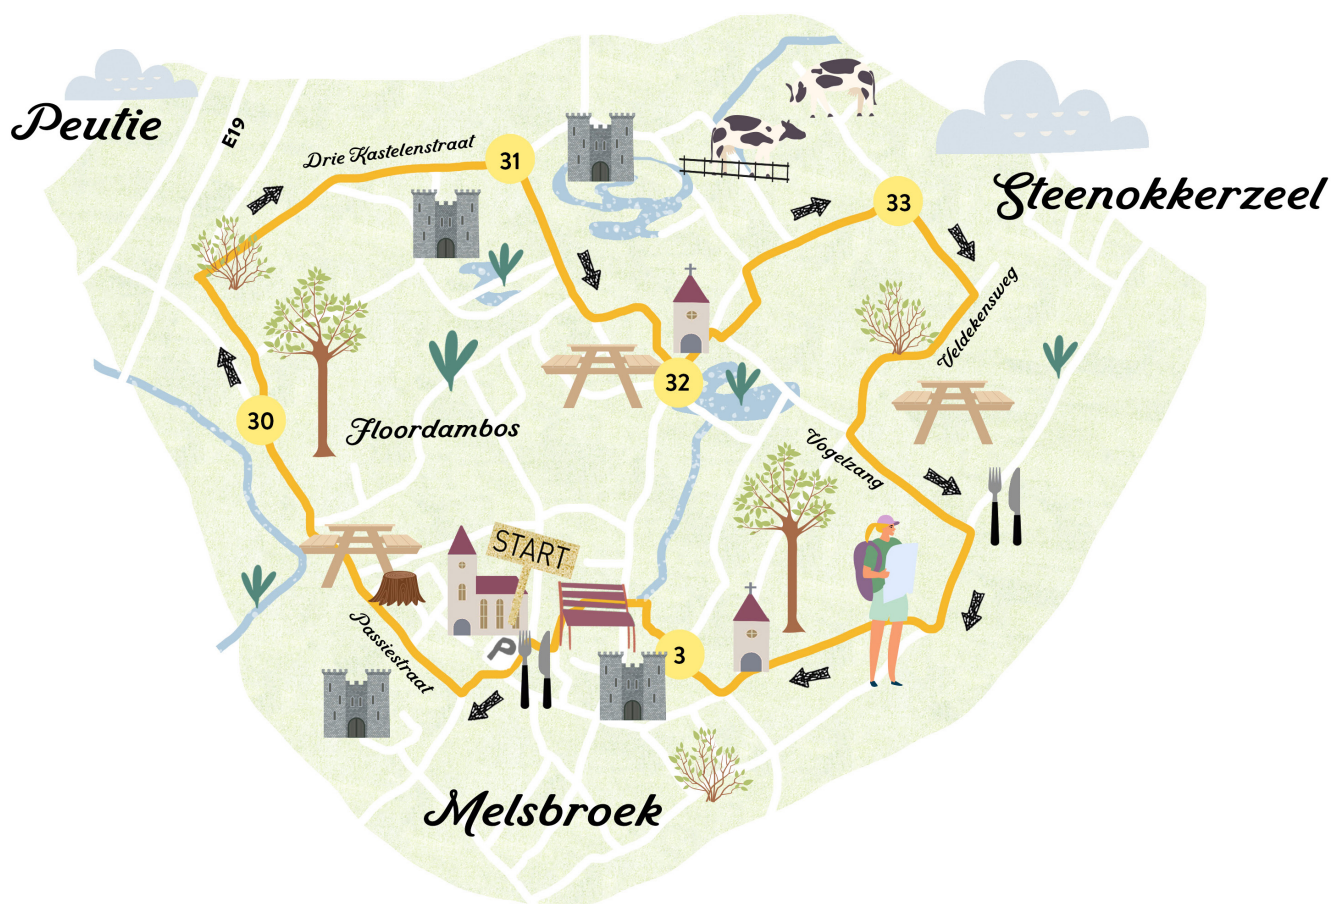 Peutie
E19
Drie Kastelenstraat
31
33
Steenokkerzeel
Veldekensweg
32
30
Floordambos
Vogelzang
START
Passiestraat
P
3
Melsbroek